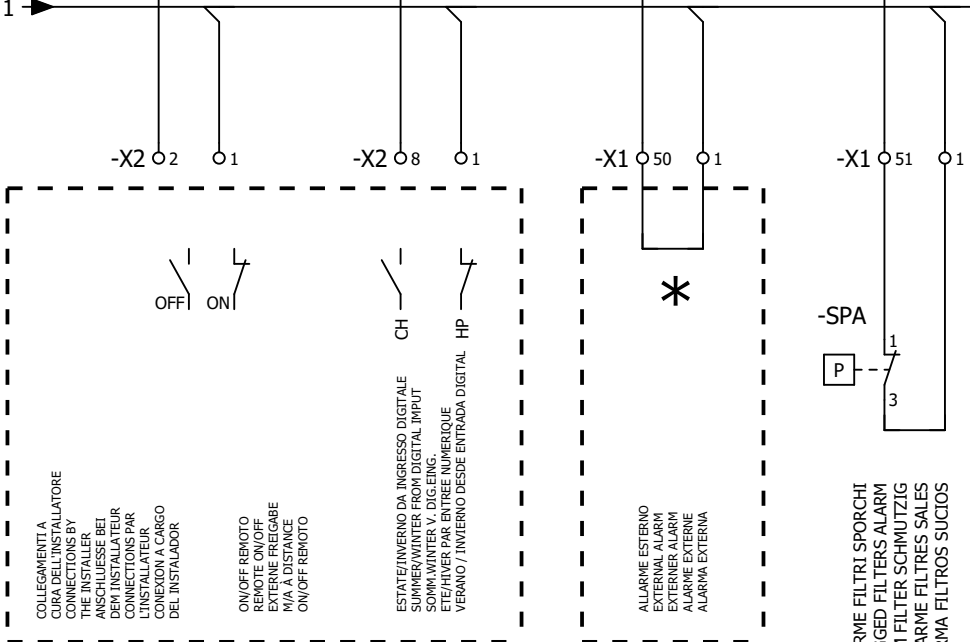 1
-X2 2 1
-X2 8 1
-X1 50 1
-X1 51 1
OFF ON
CH HP
*
-SPA
1
P
3
COLLEGAMENTI A
CURA DELL'INSTALLATORE
CONNECTIONS BY
THE INSTALLER
ANSCHLUESSE BEI
DEM INSTALLATEUR
CONNECTIONS PAR
L'INSTALLATEUR
CONEXION A CARGO
DEL INSTALADOR
ON/OFF REMOTO
REMOTE ON/OFF
EXTERNE FREIGABE
M/A À DISTANCE
ON/OFF REMOTO
ESTATE/INVERNO DA INGRESSO DIGITALE
SUMMER/WINTER FROM DIGITAL IMPUT
SOMM.WINTER V. DIG.EING.
ETE/HIVER PAR ENTREE NUMERIQUE
VERANO / INVIERNO DESDE ENTRADA DIGITAL
ALLARME ESTERNO
EXTERNAL ALARM
EXTERNER ALARM
ALARME EXTERNE
ALARMA EXTERNA
RME FILTRI SPORCHI
GGED FILTERS ALARM
FILTER SCHMUTZIG
ARME FILTRES SALES
RMA FILTROS SUCIOS